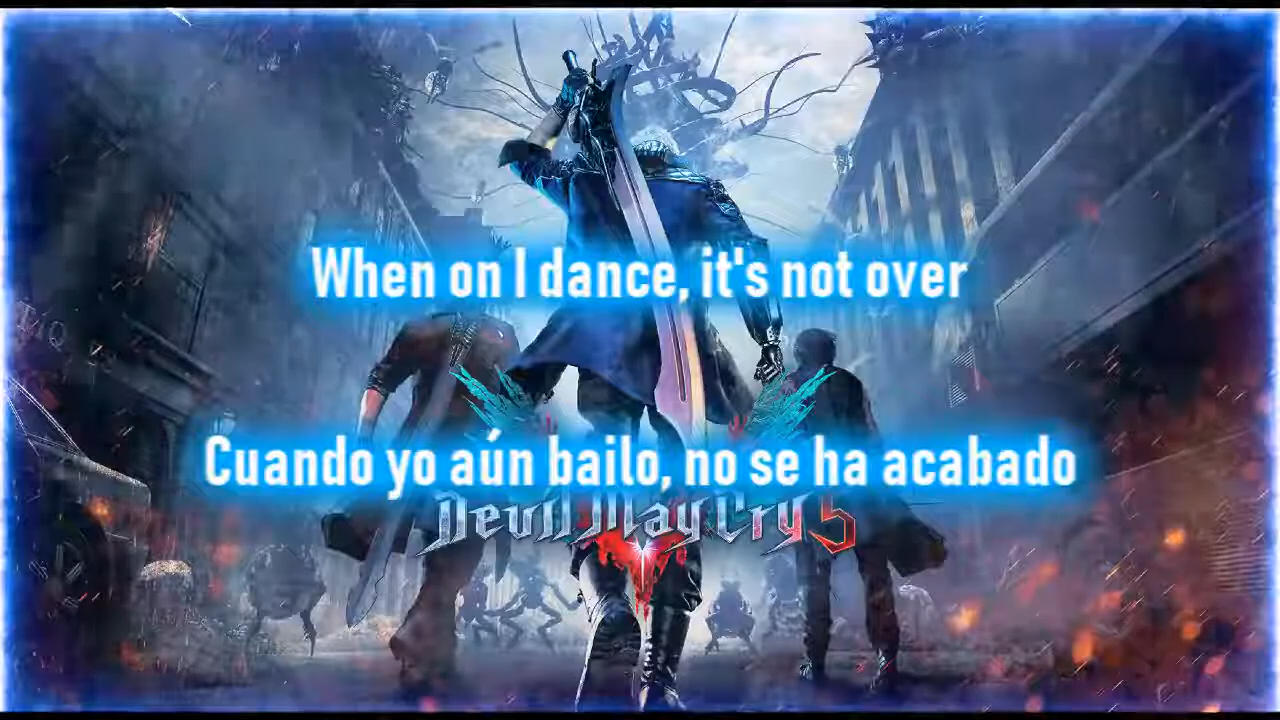 When on I dance, it's not over
Cuando yo aún bailo, no se ha acabado
Devil May Cry 5